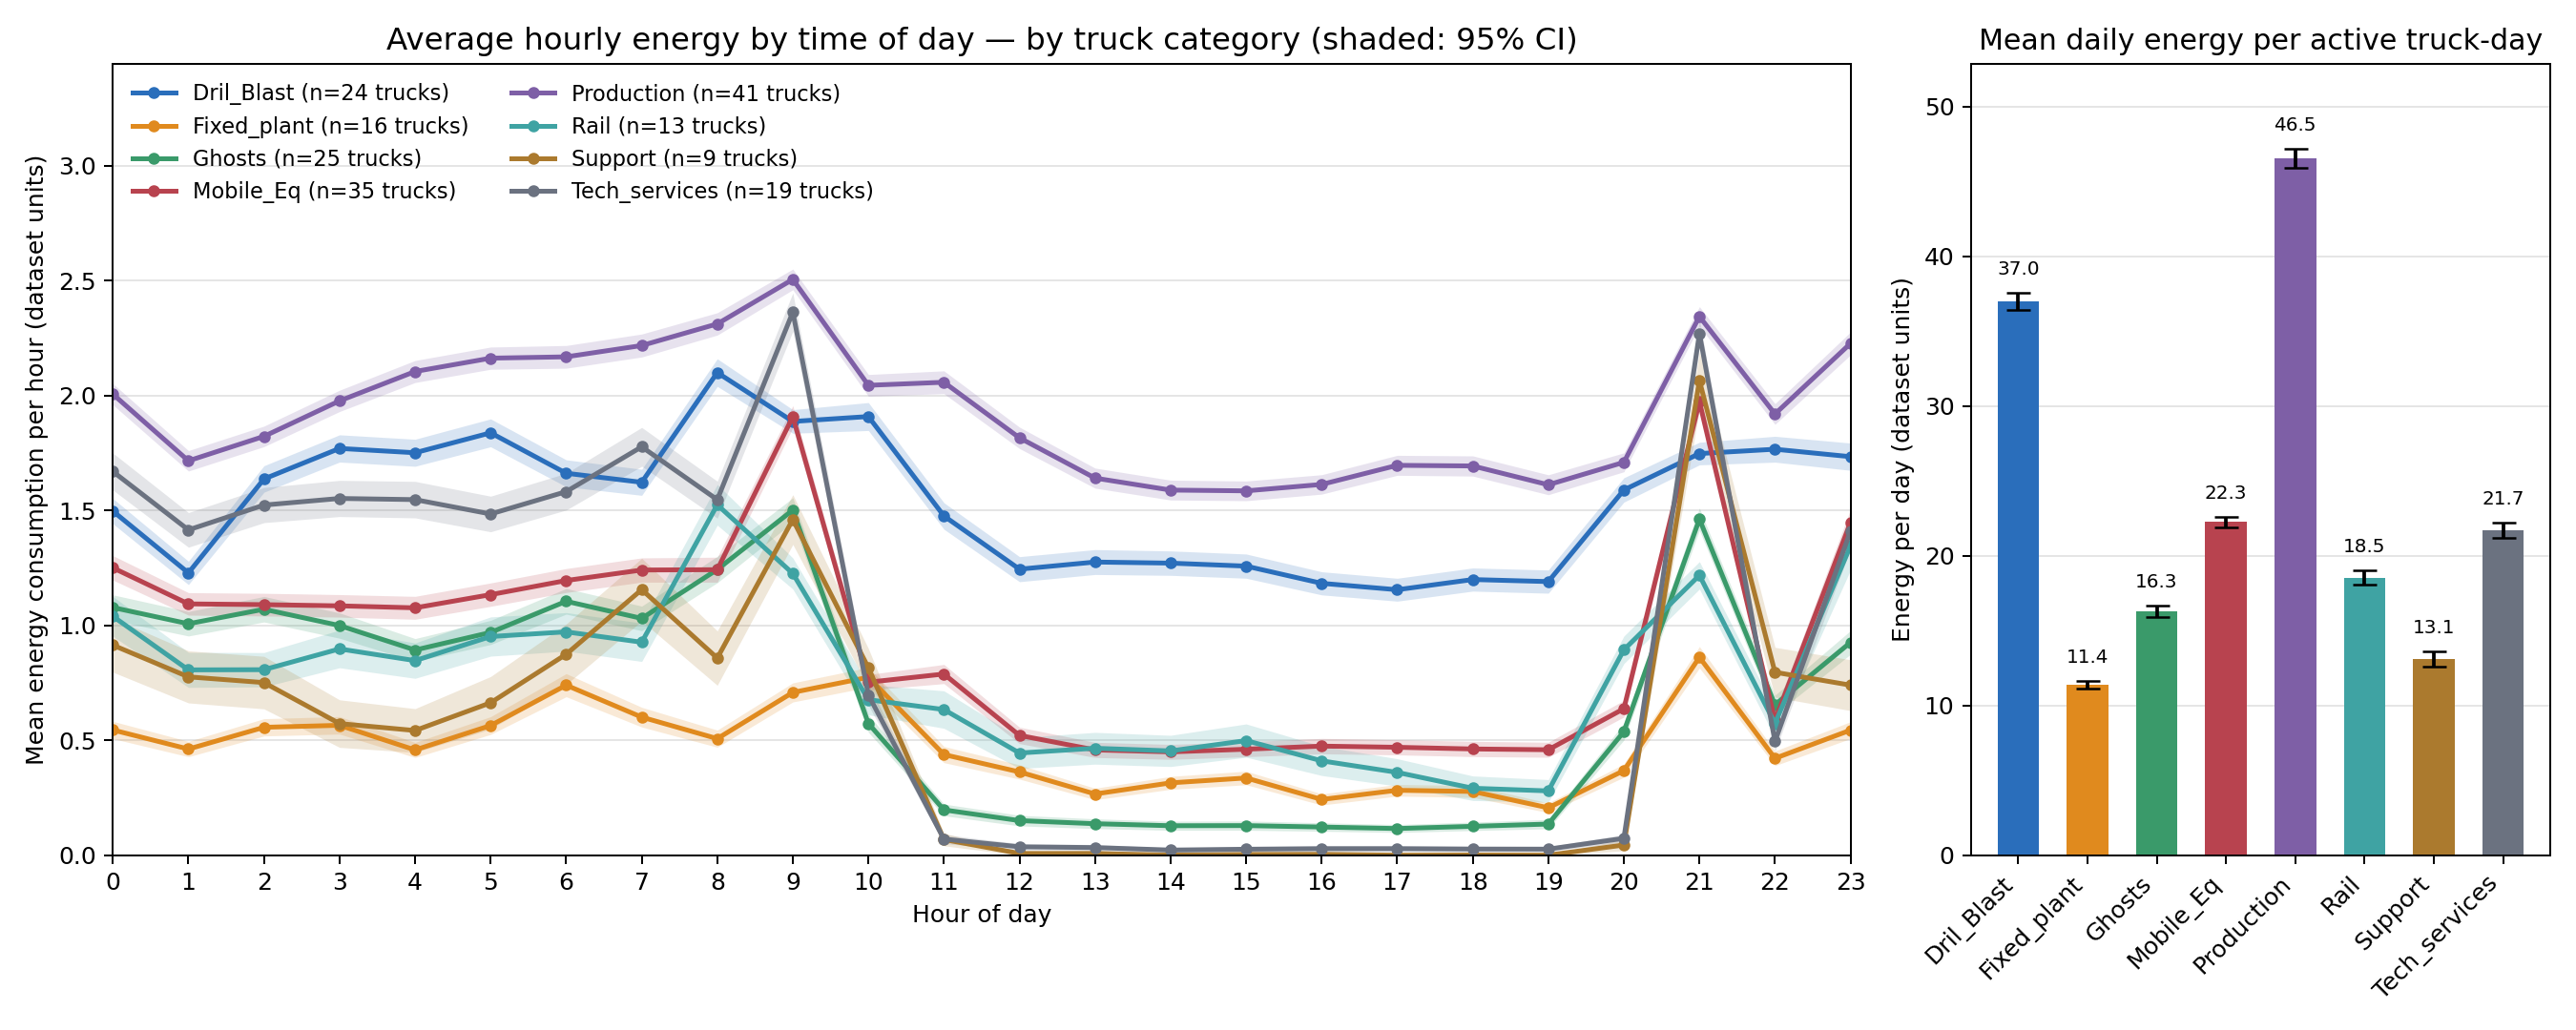 Average hourly energy by time of day — by truck category (shaded: 95% CI)
Mean energy consumption per hour (dataset units)
Dril_Blast (n=24 trucks)
Fixed_plant (n=16 trucks)
Ghosts (n=25 trucks)
Mobile_Eq (n=35 trucks)
Production (n=41 trucks)
Rail (n=13 trucks)
Support (n=9 trucks)
Tech_services (n=19 trucks)
3.0
2.5
2.0
1.5
1.0
0.5
0.0
0 1 2 3 4 5 6 7 8 9 10 11 12 13 14 15 16 17 18 19 20 21 22 23
Hour of day
Mean daily energy per active truck-day
Energy per day (dataset units)
50
40
30
20
10
0
37.0
11.4
16.3
22.3
46.5
18.5
13.1
21.7
Dril_Blast
Fixed_plant
Ghosts
Mobile_Eq
Production
Rail
Support
Tech_services